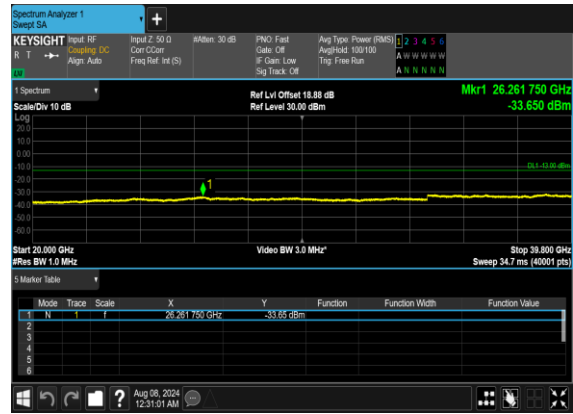 Spectrum Analyzer 1
Swept SA
+
KEYSIGHT
R T
LW
Input: RF
Coupling: DC
Align: Auto
Input Z: 50 Ω
Corr CCorr
Freq Ref: Int (S)
#Atten: 30 dB
PNO: Fast
Gate: Off
IF Gain: Low
Sig Track: Off
Avg Type: Power (RMS)
Avg|Hold: 100/100
Trig: Free Run
1 2 3 4 5 6
A W W W W W
A N N N N N
1 Spectrum
Scale/Div 10 dB
Ref Lvl Offset 18.88 dB
Ref Level 30.00 dBm
Mkr1 26.261 750 GHz
-33.650 dBm
Log
20.0
10.0
0.00
-10.0
DL1 -13.00 dBm
-20.0
1
-30.0
-40.0
-50.0
-60.0
Start 20.000 GHz
#Res BW 1.0 MHz
Video BW 3.0 MHz*
Stop 39.800 GHz
Sweep 34.7 ms (40001 pts)
5 Marker Table
Mode Trace Scale X Y Function Function Width Function Value
1 N 1 f 26.261 750 GHz -33.65 dBm
2
3
4
5
6
? Aug 08, 2024
12:31:01 AM